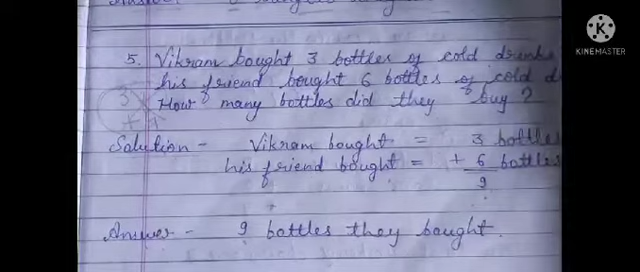 5. Vikram bought 3 bottles of cold drinks
his friend bought 6 bottles of cold d
How many bottles did they buy ?
Solution - Vikram bought = 3 bottles
his friend bought = + 6 bottles
9
Answer - 9 bottles they bought.
KINEMASTER